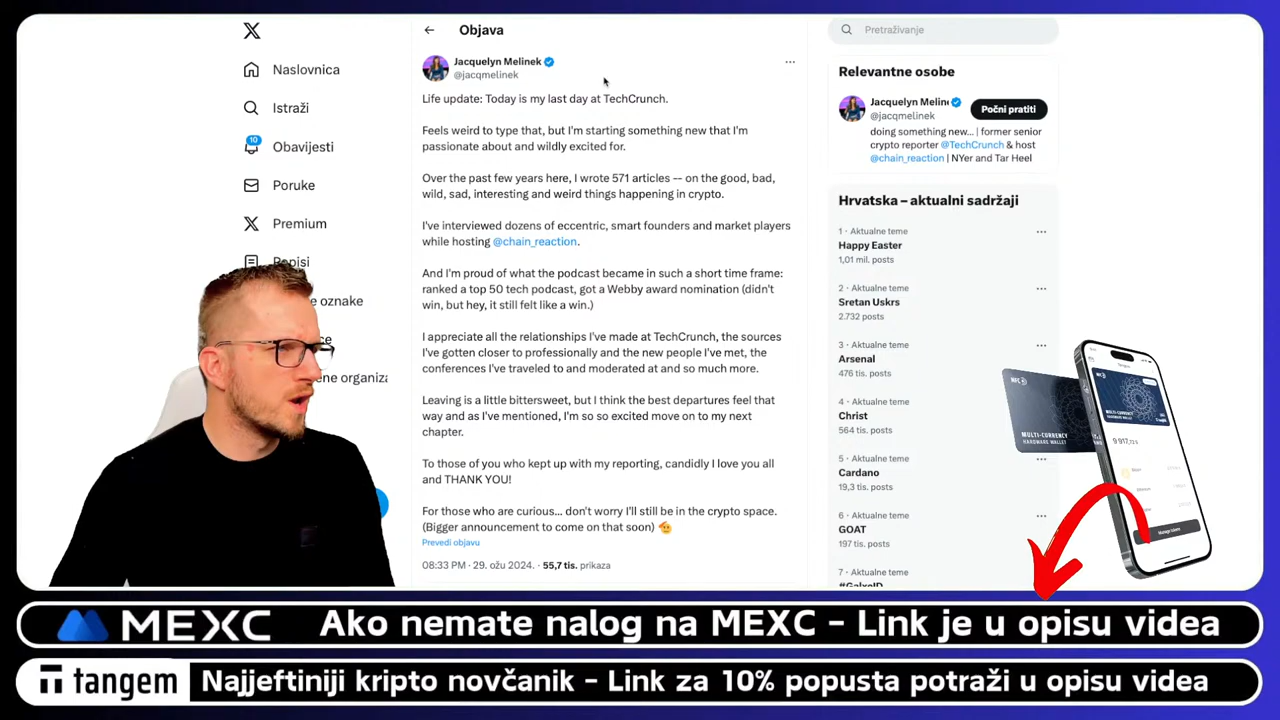 Naslovnica
Istraži
10
Obavijesti
Poruke
Premium
Popisi
e oznake
ce
ene organiza
Objava
Jacquelyn Melinek
@jacqmelinek
Life update: Today is my last day at TechCrunch.
Feels weird to type that, but I'm starting something new that I'm
passionate about and wildly excited for.
Over the past few years here, I wrote 571 articles -- on the good, bad,
wild, sad, interesting and weird things happening in crypto.
I've interviewed dozens of eccentric, smart founders and market players
while hosting @chain_reaction.
And I'm proud of what the podcast became in such a short time frame:
ranked a top 50 tech podcast, got a Webby award nomination (didn't
win, but hey, it still felt like a win.)
I appreciate all the relationships I've made at TechCrunch, the sources
I've gotten closer to professionally and the new people I've met, the
conferences I've traveled to and moderated at and so much more.
Leaving is a little bittersweet, but I think the best departures feel that
way and as I've mentioned, I'm so so excited move on to my next
chapter.
To those of you who kept up with my reporting, candidly I love you all
and THANK YOU!
For those who are curious... don't worry I'll still be in the crypto space.
(Bigger announcement to come on that soon)
Prevedi objavu
08:33 PM · 29. ožu 2024. · 55,7 tis. prikaza
Pretraživanje
Relevantne osobe
Jacquelyn Meline
@jacqmelinek
Počni pratiti
doing something new... | former senior
crypto reporter @TechCrunch & host
@chain_reaction | NYer and Tar Heel
Hrvatska – aktualni sadržaji
1 · Aktualne teme
Happy Easter
1,01 mil. posts
2 · Aktualne teme
Sretan Uskrs
2.732 posts
3 · Aktualne teme
Arsenal
476 tis. posts
4 · Aktualne teme
Christ
564 tis. posts
5 · Aktualne teme
Cardano
19,3 tis. posts
6 · Aktualne teme
GOAT
197 tis. posts
7 · Aktualne teme
#GalxeID
NFC
MULTI-CURRENCY
HARDWARE WALLET
MULTI-CURRENCY
9 917,
MEXC Ako nemate nalog na MEXC - Link je u opisu videa
tangem Najjeftiniji kripto novčanik - Link za 10% popusta potraži u opisu videa